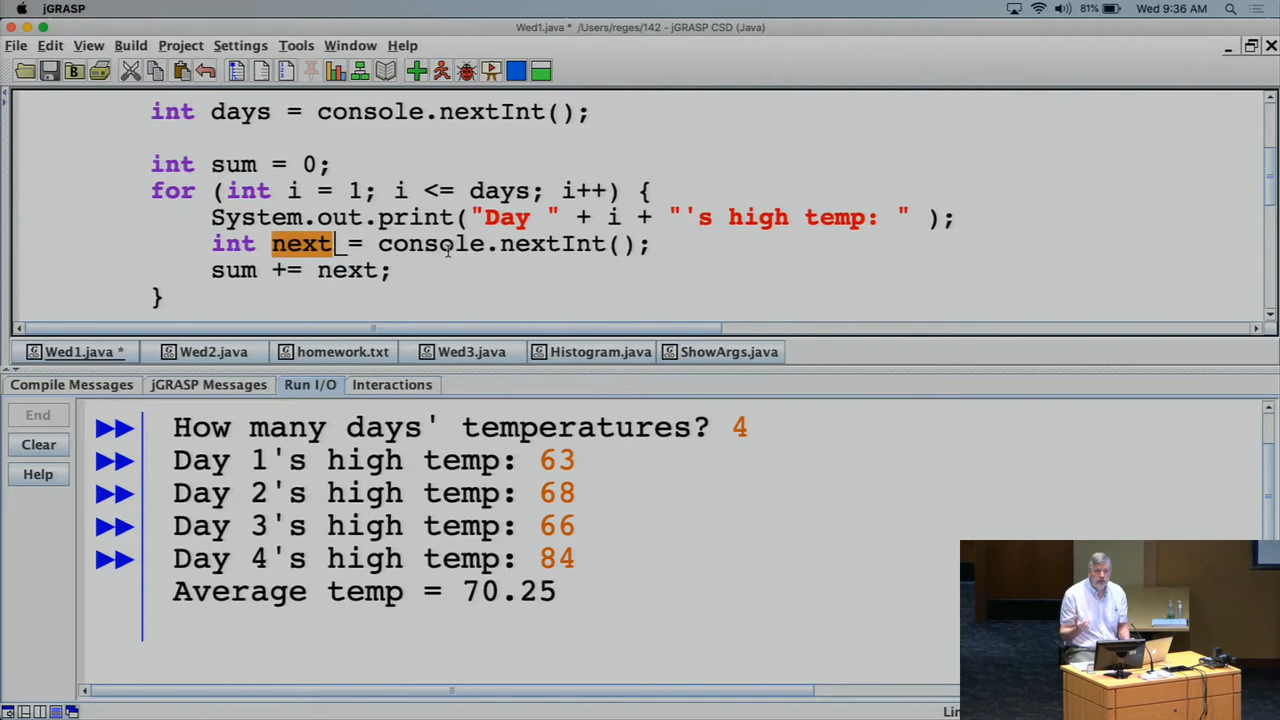 jGRASP
81%
Wed 9:36 AM
Wed1.java * /Users/reges/142 - jGRASP CSD (Java)
File Edit View Build Project Settings Tools Window Help
int days = console.nextInt();
int sum = 0;
for (int i = 1; i <= days; i++) {
System.out.print("Day " + i + "'s high temp: " );
int next = console.nextInt();
sum += next;
}
Wed1.java * Wed2.java homework.txt Wed3.java Histogram.java ShowArgs.java
Compile Messages jGRASP Messages Run I/O Interactions
End
Clear
Help
How many days' temperatures? 4
Day 1's high temp: 63
Day 2's high temp: 68
Day 3's high temp: 66
Day 4's high temp: 84
Average temp = 70.25